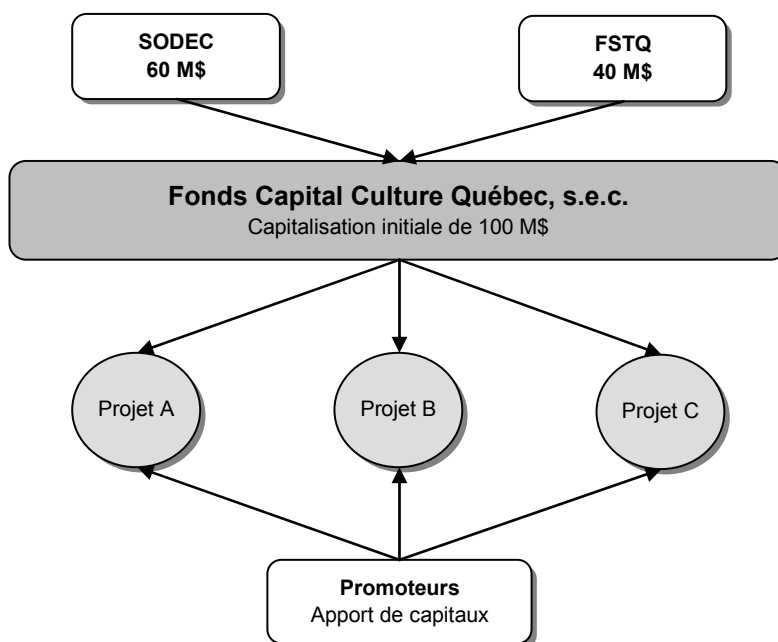 SODEC
60 M$
FSTQ
40 M$
Fonds Capital Culture Québec, s.e.c.
Capitalisation initiale de 100 M$
Projet A
Projet B
Projet C
Promoteurs
Apport de capitaux